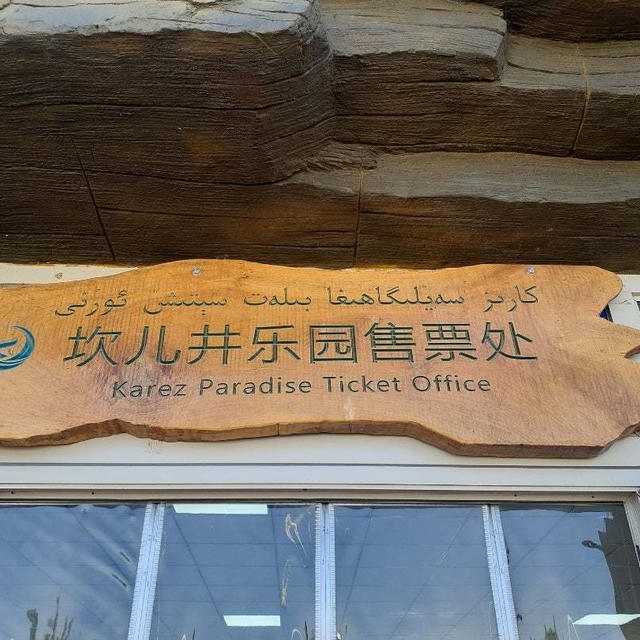 كارىز سەيلىگاھىغا بىلەت سېتىش ئورنى
坎儿井乐园售票处
Karez Paradise Ticket Office